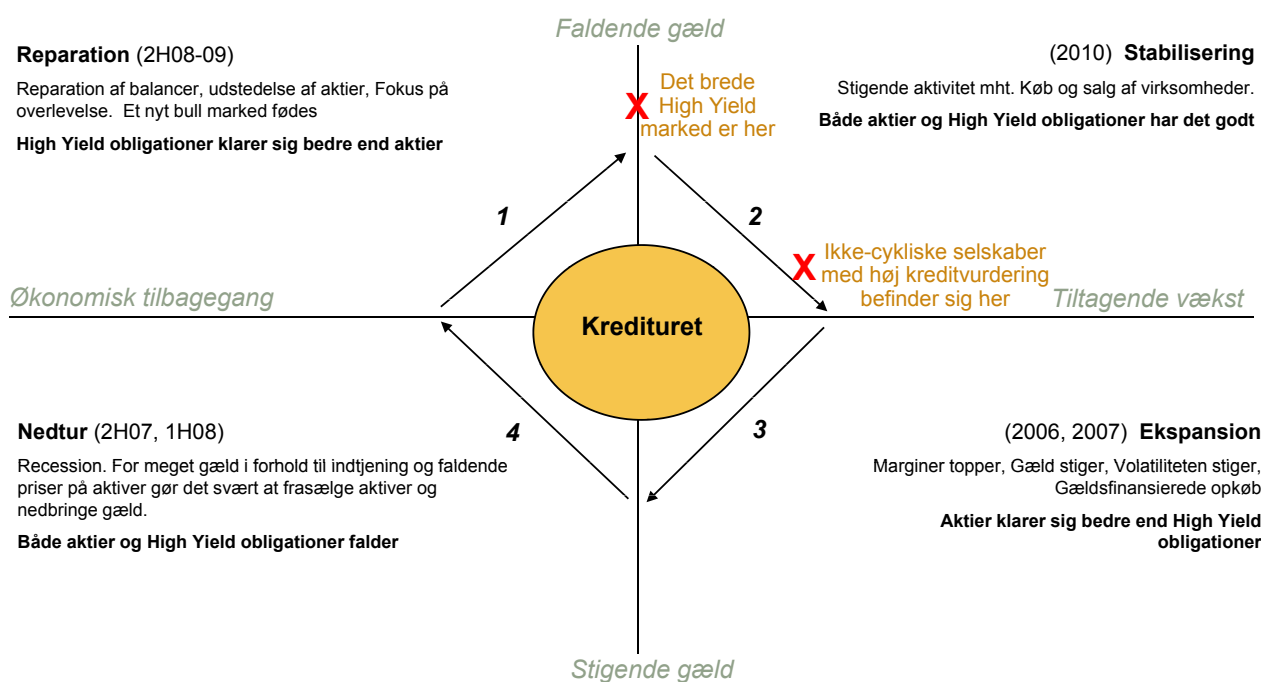 Faldende gæld
Reparation (2H08-09)
Reparation af balancer, udstedelse af aktier, Fokus på
overlevelse. Et nyt bull marked fødes
High Yield obligationer klarer sig bedre end aktier
X
Det brede
High Yield
marked er her
(2010) Stabilisering
Stigende aktivitet mht. Køb og salg af virksomheder.
Både aktier og High Yield obligationer har det godt
1
2
X
Ikke-cykliske selskaber
med høj kreditvurdering
befinder sig her
Økonomisk tilbagegang
Tiltagende vækst
Kredituret
Nedtur (2H07, 1H08)
Recession. For meget gæld i forhold til indtjening og faldende
priser på aktiver gør det svært at frasælge aktiver og
nedbringe gæld.
Både aktier og High Yield obligationer falder
4
3
(2006, 2007) Ekspansion
Marginer topper, Gæld stiger, Volatiliteten stiger,
Gældsfinansierede opkøb
Aktier klarer sig bedre end High Yield
obligationer
Stigende gæld